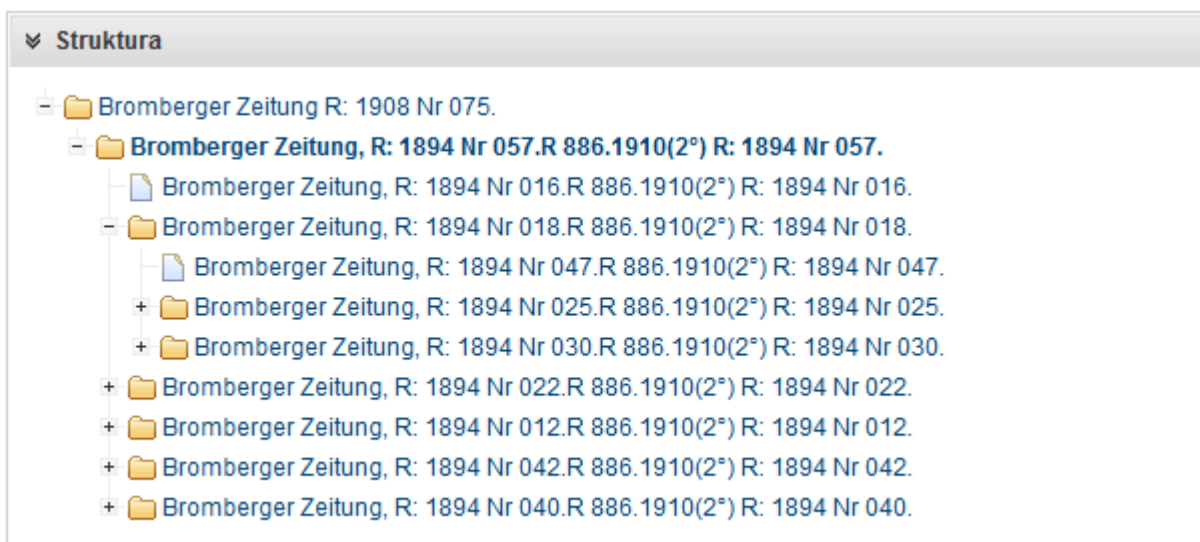 Struktura
Bromberger Zeitung R: 1908 Nr 075.
Bromberger Zeitung, R: 1894 Nr 057.R 886.1910(2°) R: 1894 Nr 057.
Bromberger Zeitung, R: 1894 Nr 016.R 886.1910(2°) R: 1894 Nr 016.
Bromberger Zeitung, R: 1894 Nr 018.R 886.1910(2°) R: 1894 Nr 018.
Bromberger Zeitung, R: 1894 Nr 047.R 886.1910(2°) R: 1894 Nr 047.
Bromberger Zeitung, R: 1894 Nr 025.R 886.1910(2°) R: 1894 Nr 025.
Bromberger Zeitung, R: 1894 Nr 030.R 886.1910(2°) R: 1894 Nr 030.
Bromberger Zeitung, R: 1894 Nr 022.R 886.1910(2°) R: 1894 Nr 022.
Bromberger Zeitung, R: 1894 Nr 012.R 886.1910(2°) R: 1894 Nr 012.
Bromberger Zeitung, R: 1894 Nr 042.R 886.1910(2°) R: 1894 Nr 042.
Bromberger Zeitung, R: 1894 Nr 040.R 886.1910(2°) R: 1894 Nr 040.